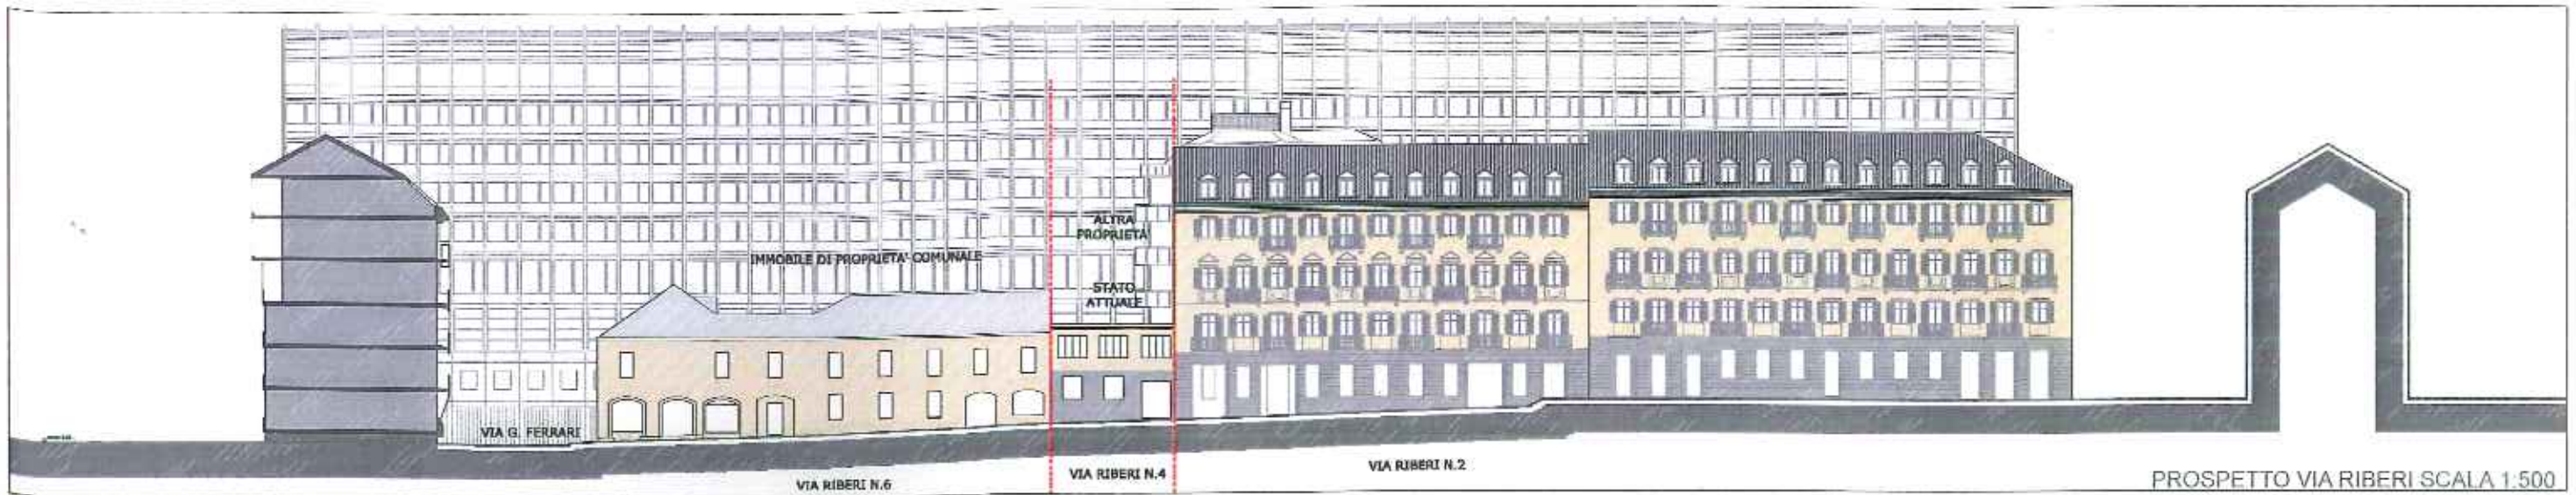 ALTRA
PROPRIETA'
IMMOBILE DI PROPRIETA' COMUNALE
STATO
ATTUALE
VIA G. FERRARI
VIA RIBERI N.6
VIA RIBERI N.4
VIA RIBERI N.2
PROSPETTO VIA RIBERI SCALA 1:500